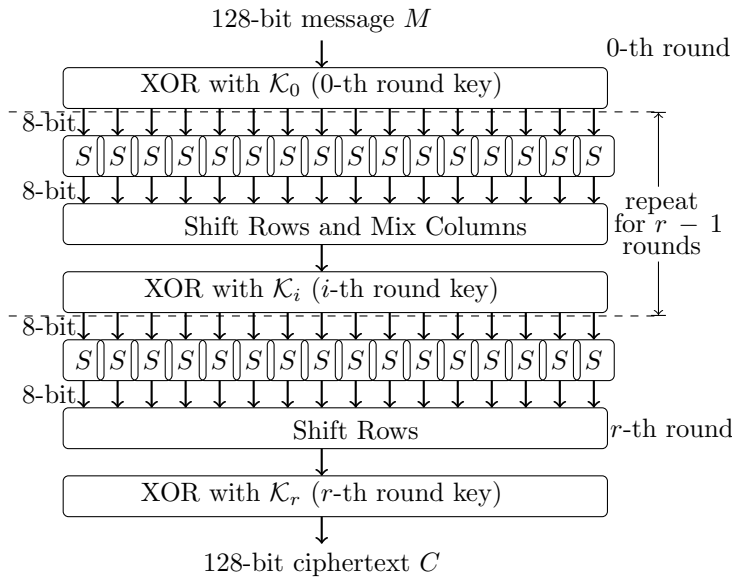 128-bit message M
0-th round
XOR with 𝒦₀ (0-th round key)
8-bit
S S S S S S S S S S S S S S S S
8-bit
Shift Rows and Mix Columns
repeat
for r − 1
rounds
XOR with 𝒦ᵢ (i-th round key)
8-bit
S S S S S S S S S S S S S S S S
8-bit
Shift Rows
r-th round
XOR with 𝒦ᵣ (r-th round key)
128-bit ciphertext C